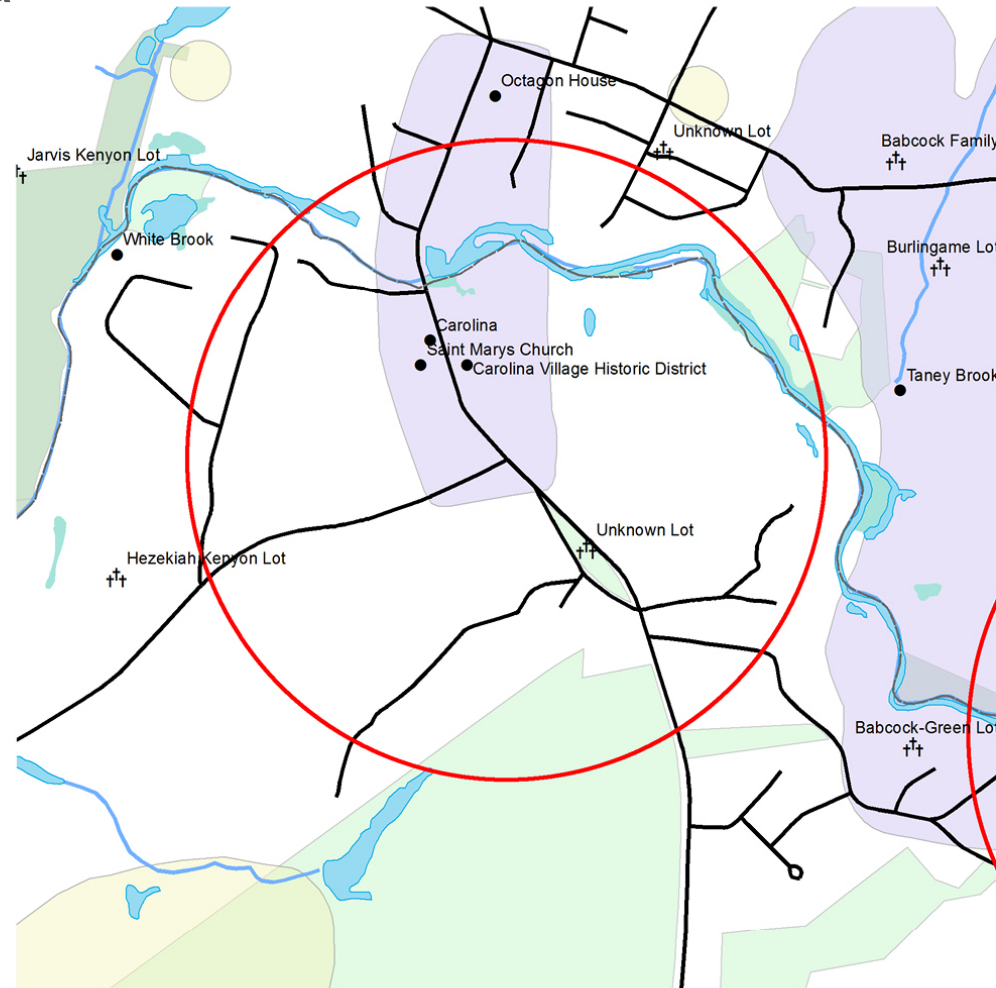 Octagon House
Unknown Lot
Babcock Family
Jarvis Kenyon Lot
White Brook
Burlingame Lot
Carolina
Saint Marys Church
Carolina Village Historic District
Taney Brook
Unknown Lot
Hezekiah Kenyon Lot
Babcock-Green Lot